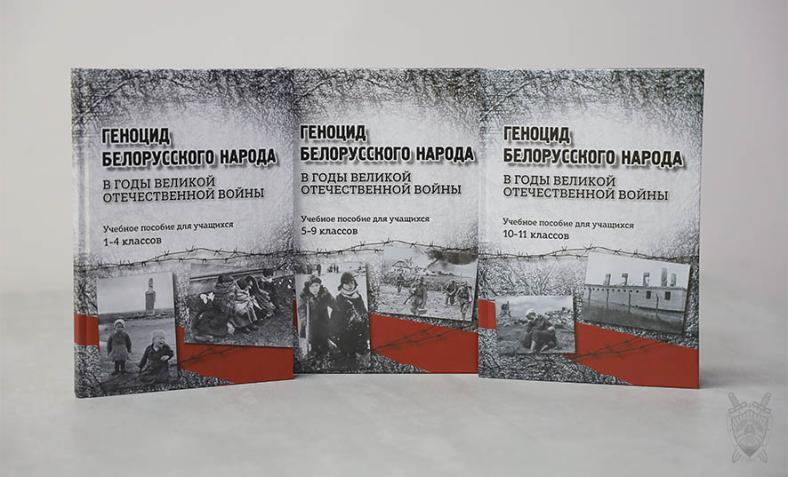 ГЕНОЦИД
БЕЛОРУССКОГО НАРОДА
В ГОДЫ ВЕЛИКОЙ
ОТЕЧЕСТВЕННОЙ ВОЙНЫ
Учебное пособие для учащихся
1-4 классов
ГЕНОЦИД
БЕЛОРУССКОГО НАРОДА
В ГОДЫ ВЕЛИКОЙ
ОТЕЧЕСТВЕННОЙ ВОЙНЫ
Учебное пособие для учащихся
5-9 классов
ГЕНОЦИД
БЕЛОРУССКОГО НАРОДА
В ГОДЫ ВЕЛИКОЙ
ОТЕЧЕСТВЕННОЙ ВОЙНЫ
Учебное пособие для учащихся
10-11 классов